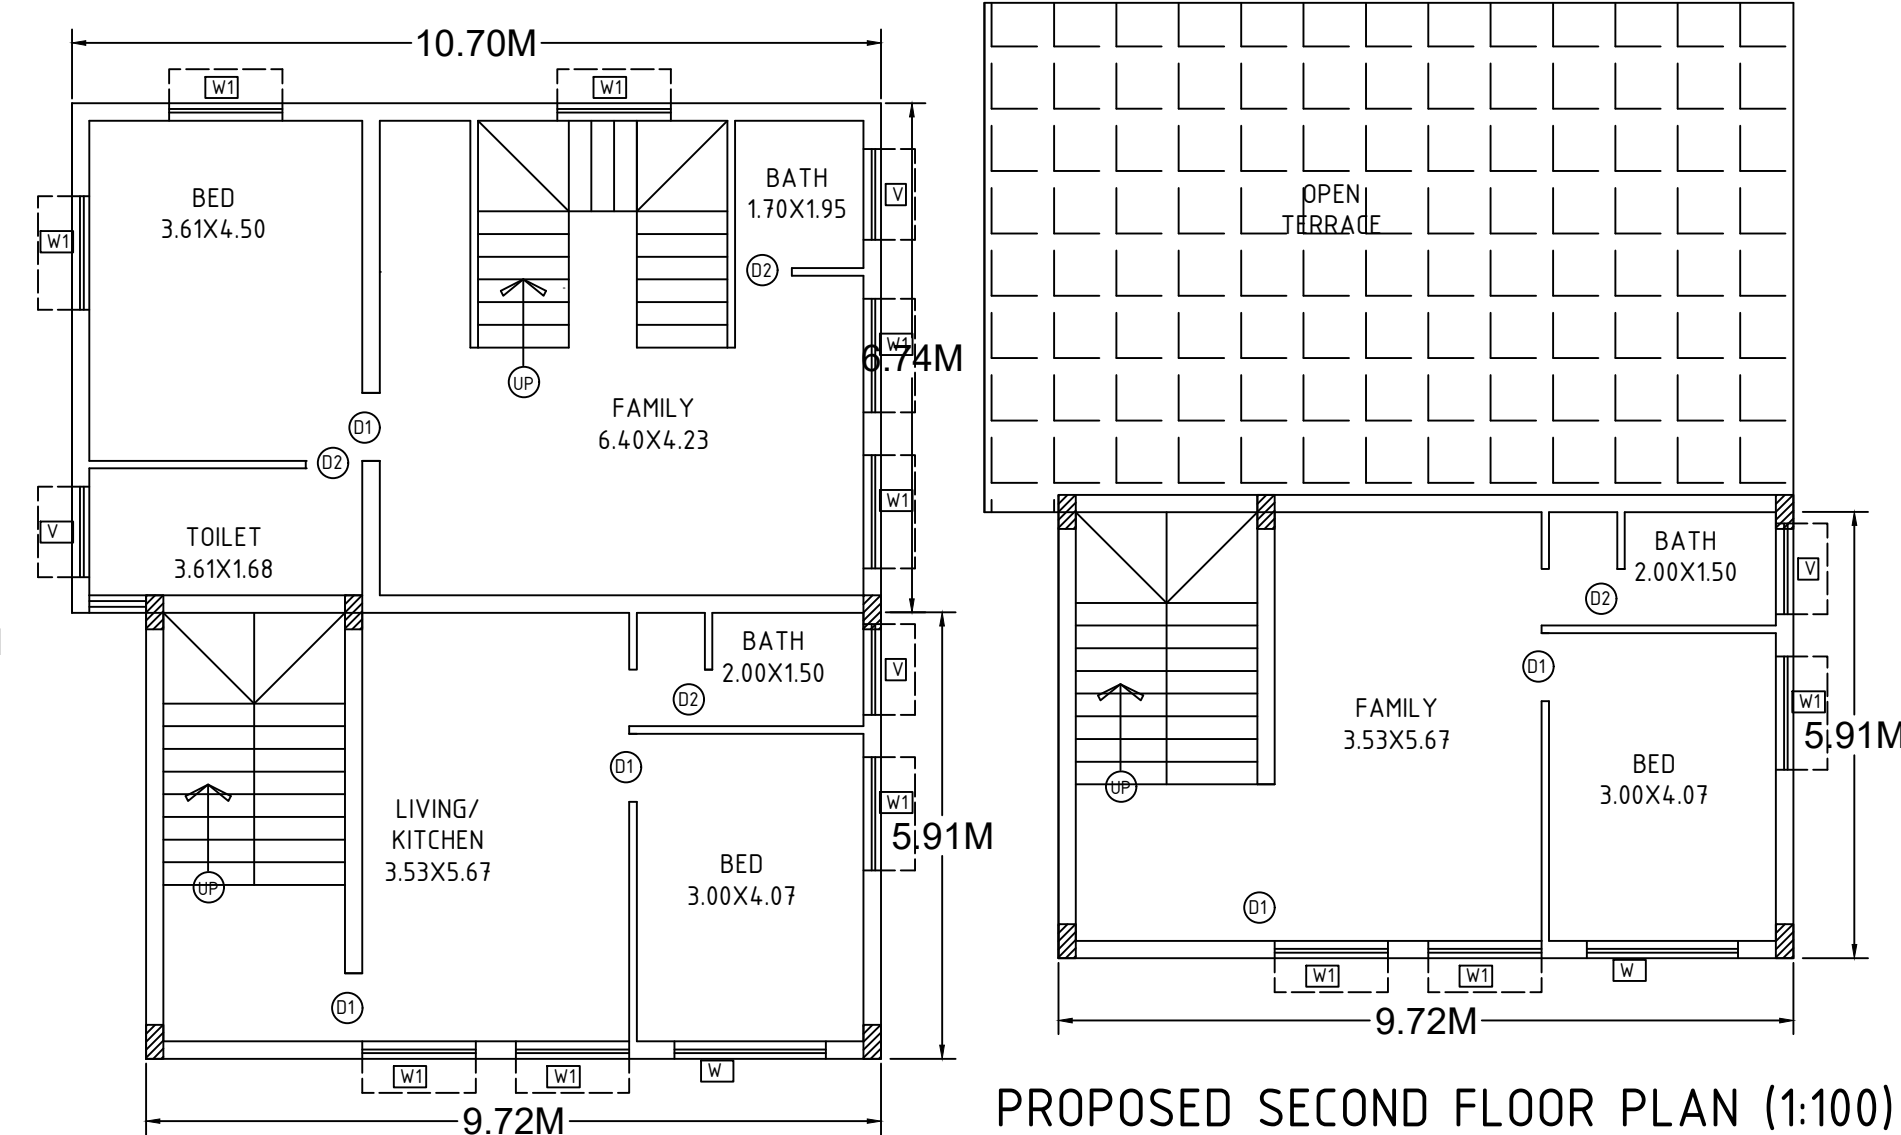 10.70M
W1
W1
BED
3.61X4.50
BATH
1.70X1.95
V
W1
D2
W1
6.74M
UP
FAMILY
6.40X4.23
D1
D2
W1
V
TOILET
3.61X1.68
BATH
2.00X1.50
V
D2
D1
W1
LIVING/
KITCHEN
3.53X5.67
5.91M
BED
3.00X4.07
UP
D1
W1
W1
W
9.72M
OPEN
TERRACE
BATH
2.00X1.50
V
D2
D1
W1
FAMILY
3.53X5.67
5.91M
BED
3.00X4.07
UP
D1
W1
W1
W
9.72M
PROPOSED SECOND FLOOR PLAN (1:100)